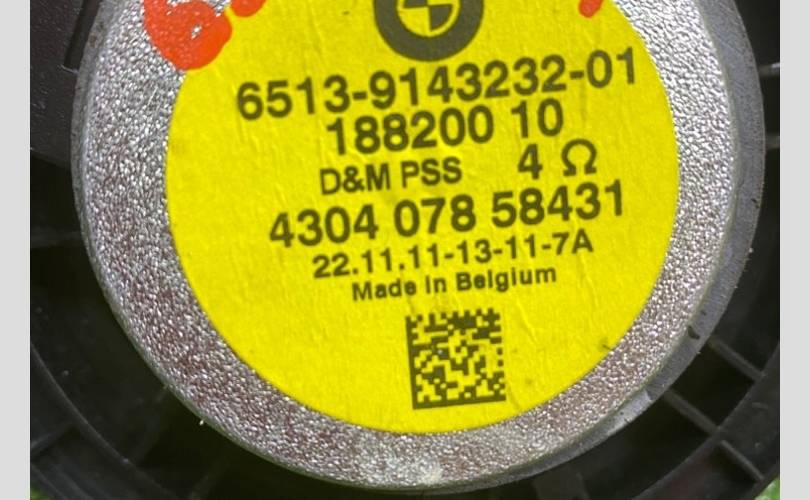 6513-9143232-01
188200 10
D&M PSS 4 Ω
4304 078 58431
22.11.11-13-11-7A
Made in Belgium